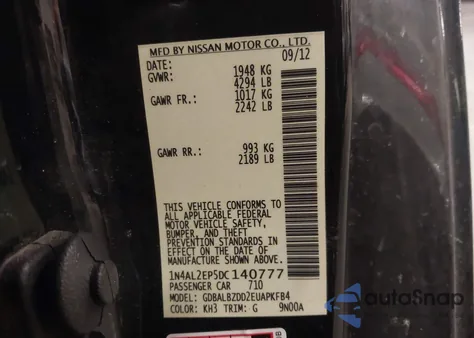 MFD BY NISSAN MOTOR CO., LTD.
DATE: 09/12
GVWR: 1948 KG
4294 LB
GAWR FR.: 1017 KG
2242 LB
GAWR RR.: 993 KG
2189 LB
THIS VEHICLE CONFORMS TO
ALL APPLICABLE FEDERAL
MOTOR VEHICLE SAFETY,
BUMPER, AND THEFT
PREVENTION STANDARDS IN
EFFECT ON THE DATE OF
MANUFACTURE SHOWN ABOVE.
1N4AL2EP5DC140777
PASSENGER CAR 710
MODEL: GDBALBZDD2EUAPKFB4
COLOR: KH3 TRIM: G 9N00A
autoSnap